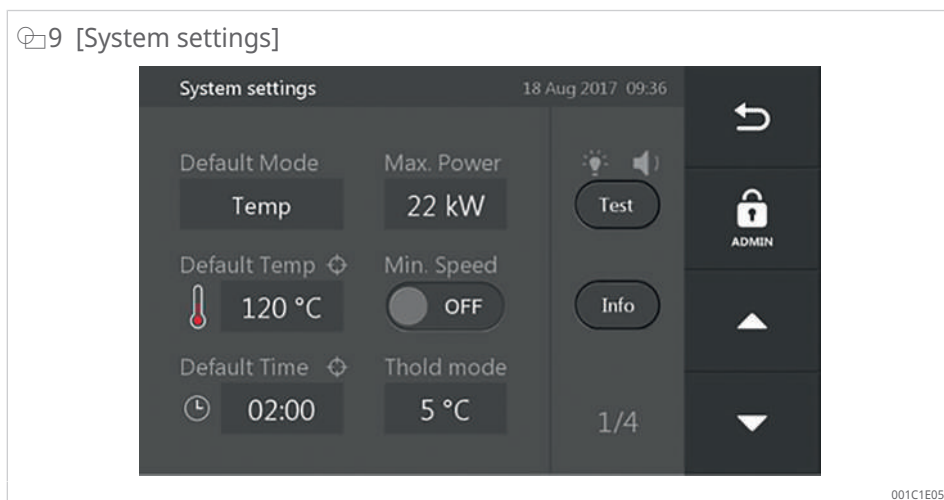 9 [System settings]
System settings
18 Aug 2017 09:36
Default Mode
Max. Power
Temp
22 kW
Test
ADMIN
Default Temp
Min. Speed
120 °C
OFF
Info
Default Time
Thold mode
02:00
5 °C
1/4
001C1E05